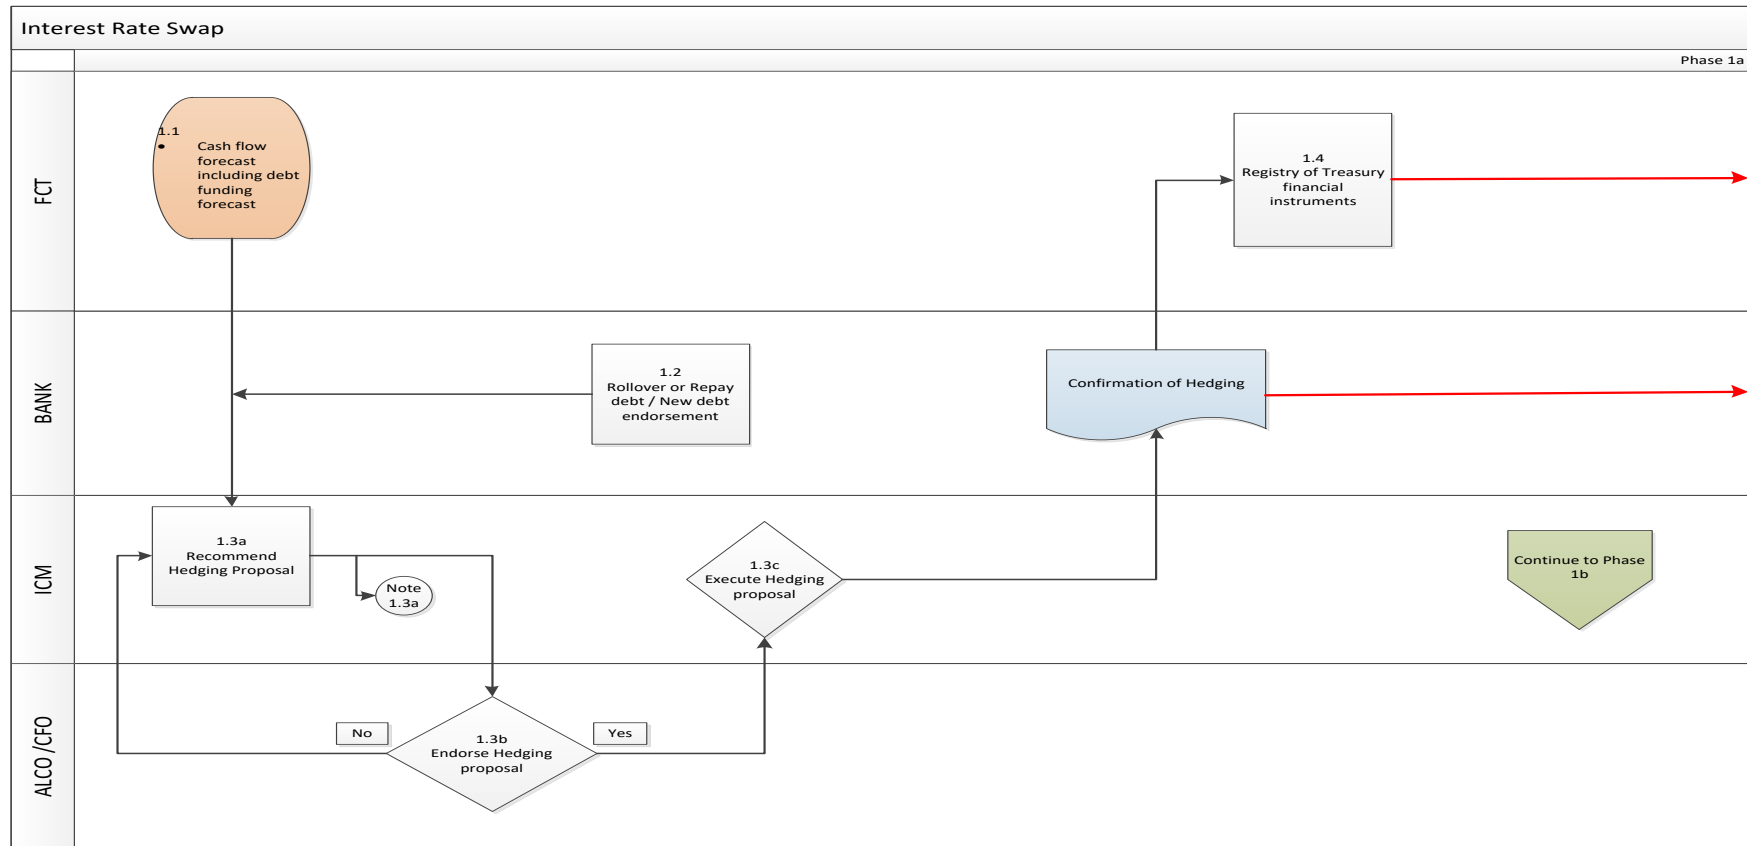 Interest Rate Swap
Phase 1a
FCT
1.1
• Cash flow
forecast
including debt
funding
forecast
1.4
Registry of Treasury
financial
instruments
BANK
1.2
Rollover or Repay
debt / New debt
endorsement
Confirmation of Hedging
ICM
1.3a
Recommend
Hedging Proposal
Note
1.3a
1.3c
Execute Hedging
proposal
Continue to Phase
1b
ALCO /CFO
No
1.3b
Endorse Hedging
proposal
Yes